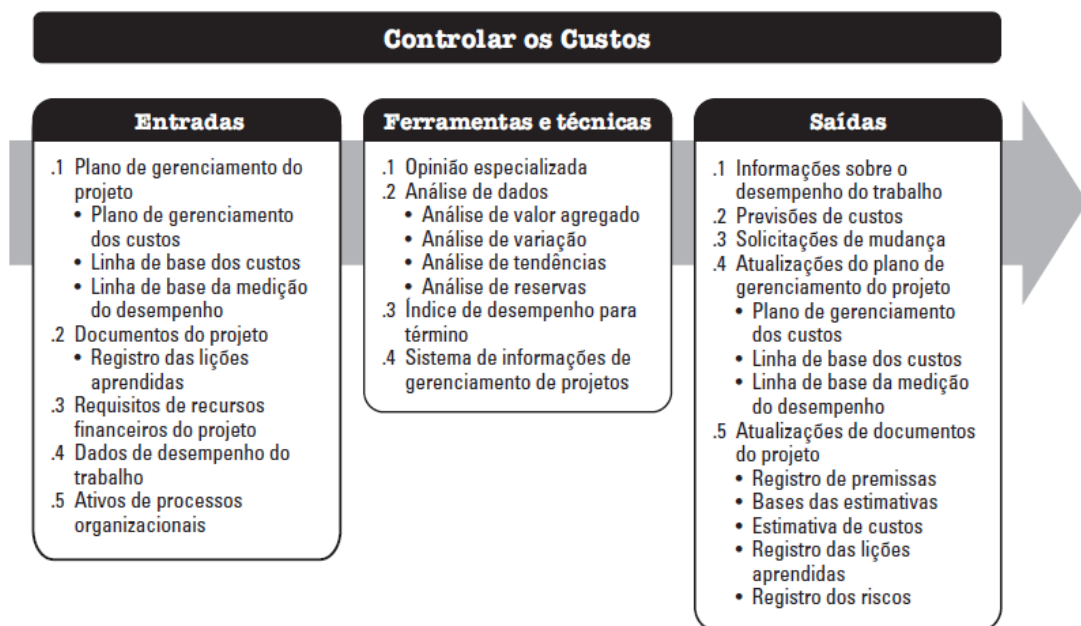 Controlar os Custos
Entradas
.1 Plano de gerenciamento do
projeto
• Plano de gerenciamento
dos custos
• Linha de base dos custos
• Linha de base da medição
do desempenho
.2 Documentos do projeto
• Registro das lições
aprendidas
.3 Requisitos de recursos
financeiros do projeto
.4 Dados de desempenho do
trabalho
.5 Ativos de processos
organizacionais
Ferramentas e técnicas
.1 Opinião especializada
.2 Análise de dados
• Análise de valor agregado
• Análise de variação
• Análise de tendências
• Análise de reservas
.3 Índice de desempenho para
término
.4 Sistema de informações de
gerenciamento de projetos
Saídas
.1 Informações sobre o
desempenho do trabalho
.2 Previsões de custos
.3 Solicitações de mudança
.4 Atualizações do plano de
gerenciamento do projeto
• Plano de gerenciamento
dos custos
• Linha de base dos custos
• Linha de base da medição
do desempenho
.5 Atualizações de documentos
do projeto
• Registro de premissas
• Bases das estimativas
• Estimativa de custos
• Registro das lições
aprendidas
• Registro dos riscos